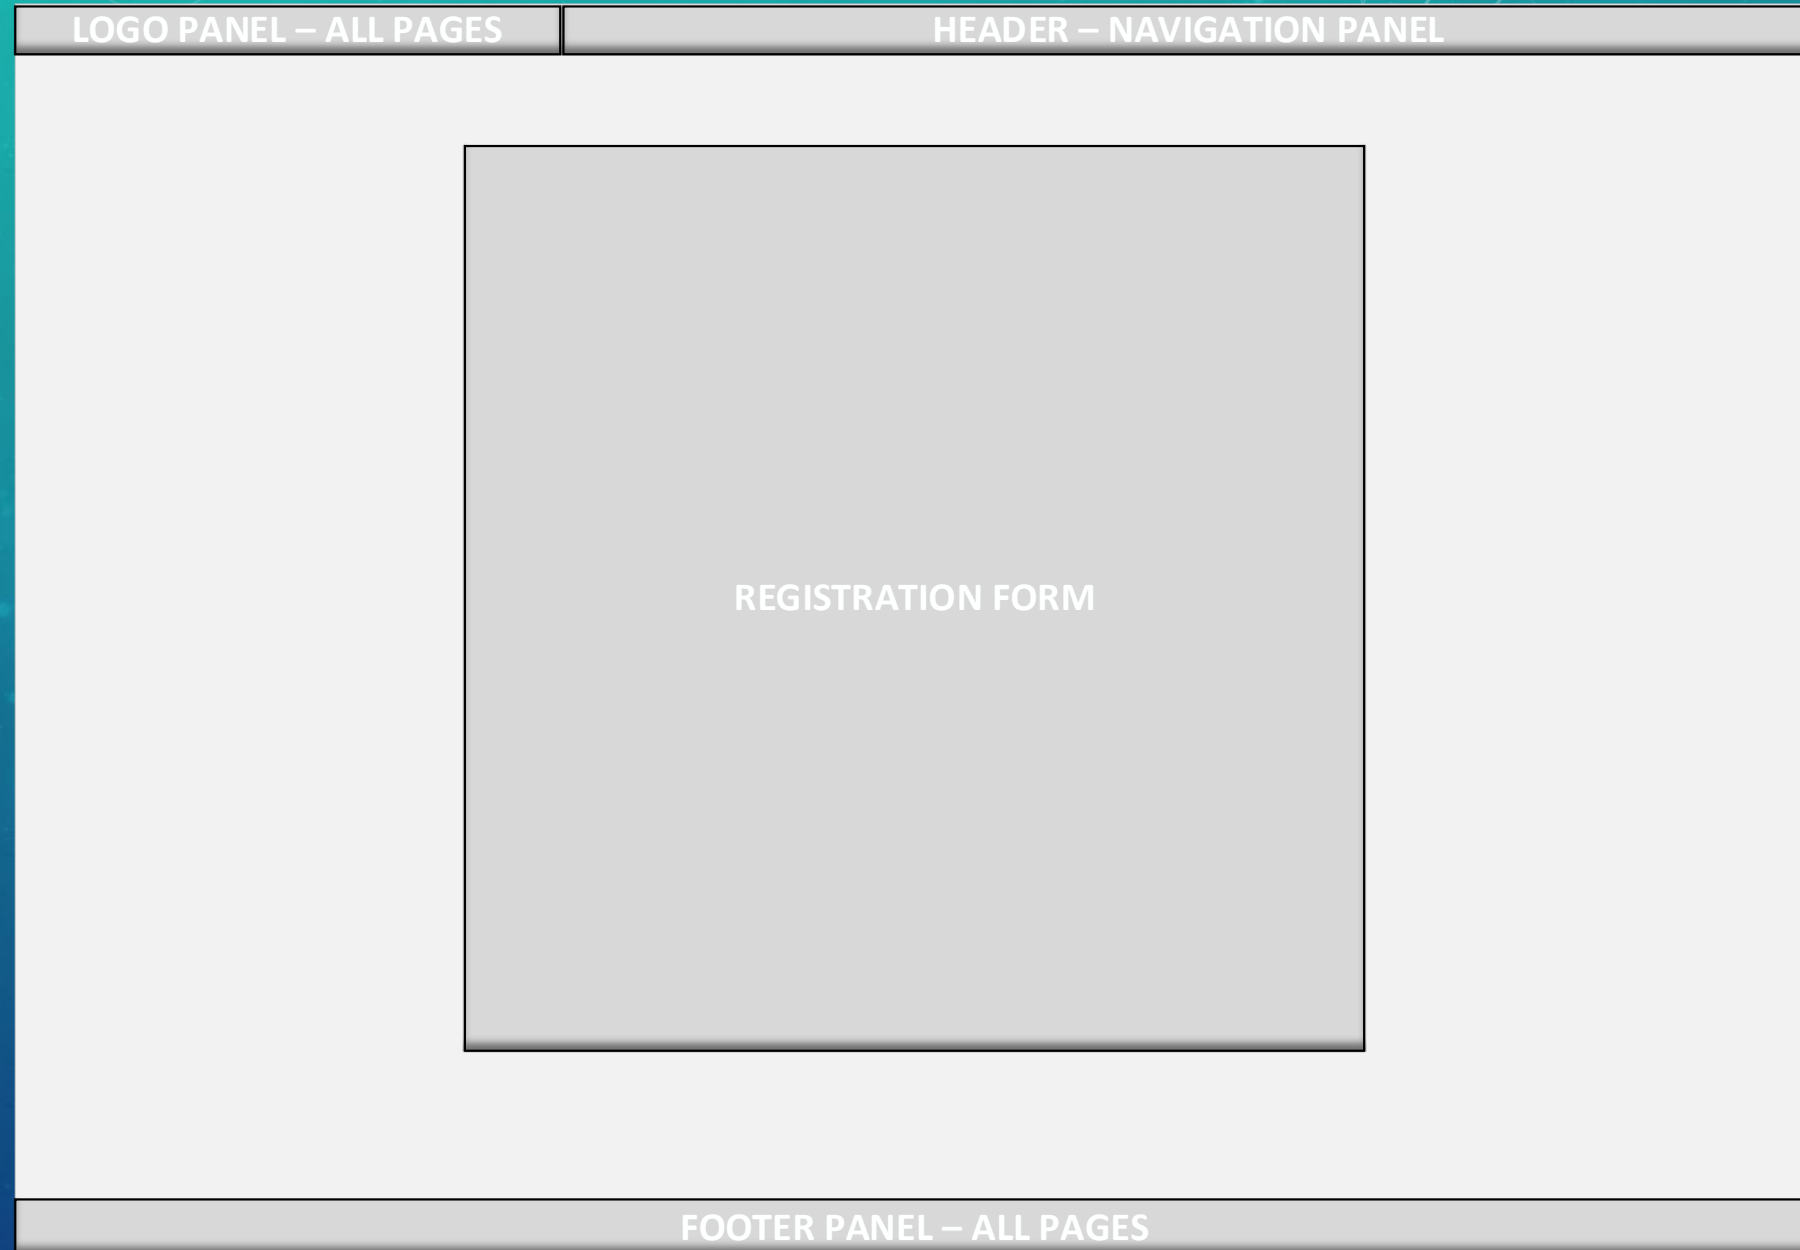 LOGO PANEL – ALL PAGES
HEADER – NAVIGATION PANEL
REGISTRATION FORM
FOOTER PANEL – ALL PAGES